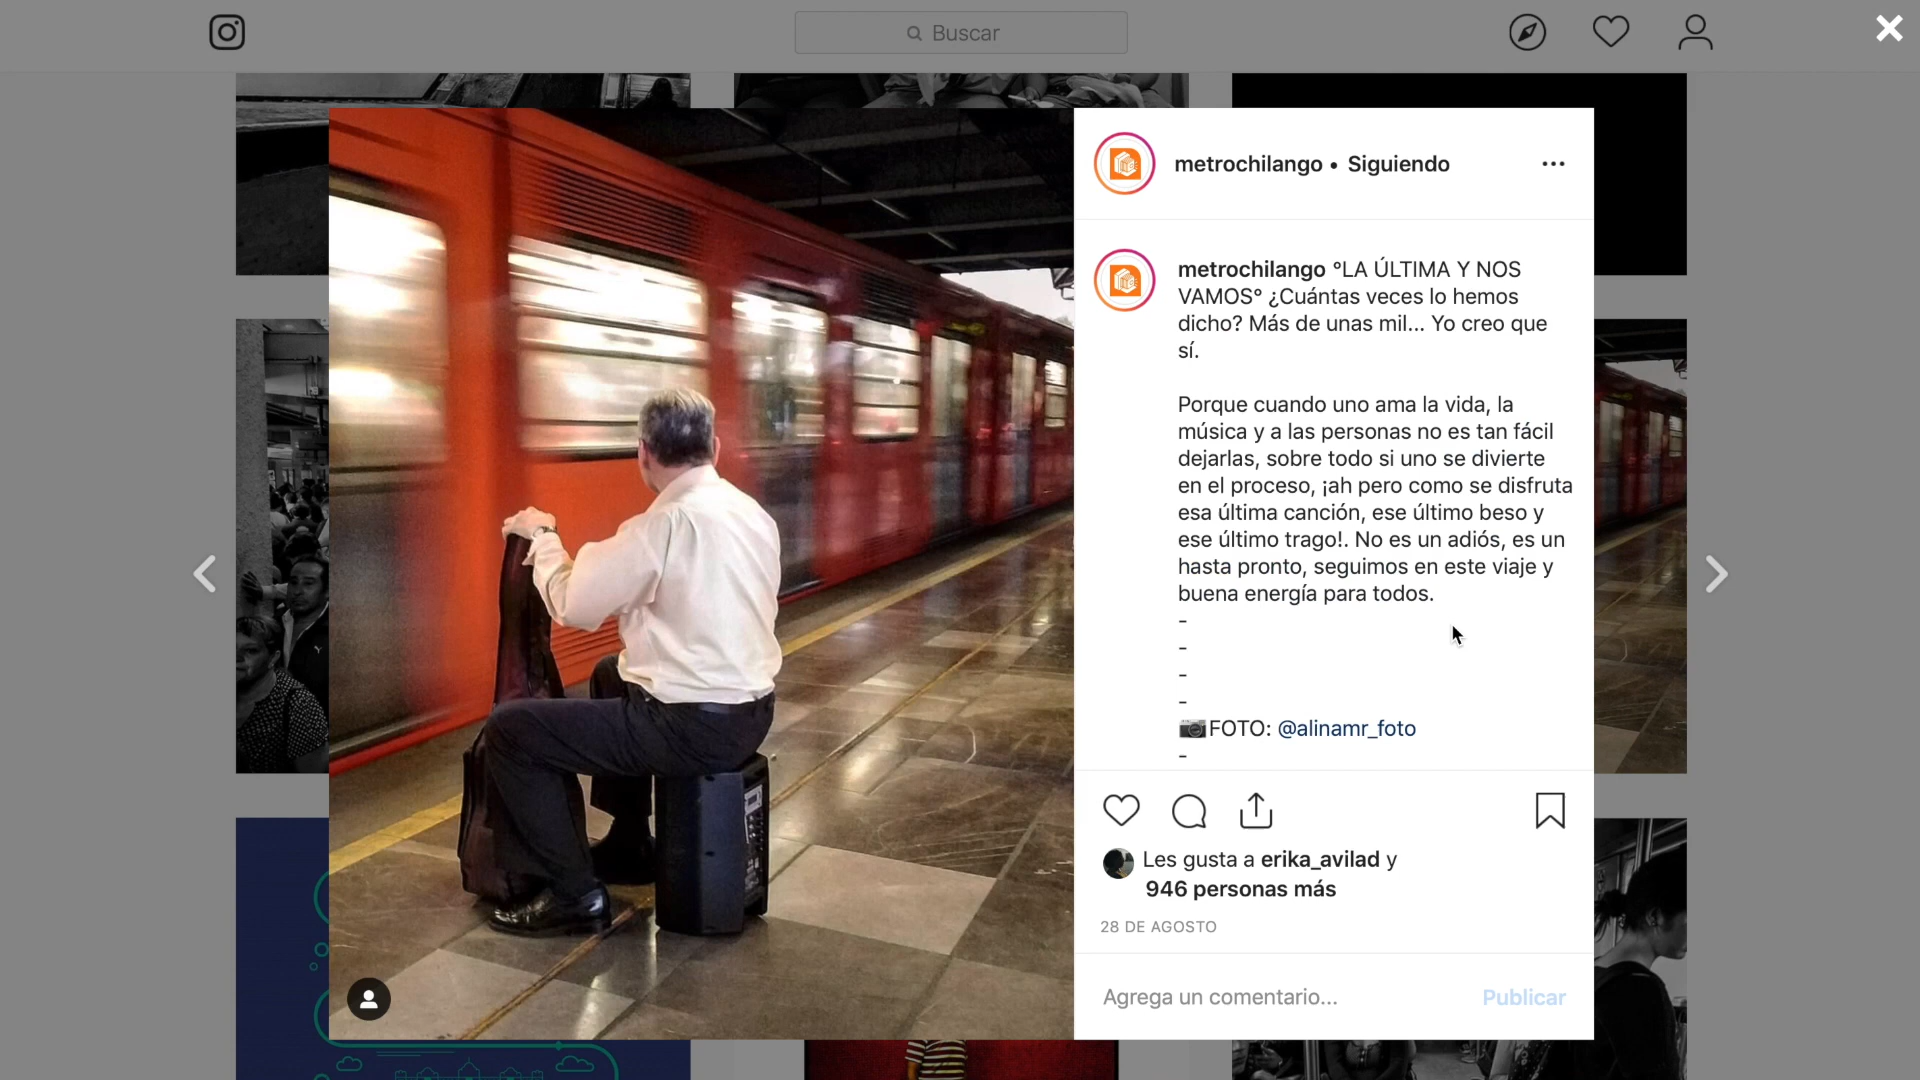 Buscar
metrochilango • Siguiendo
metrochilango °LA ÚLTIMA Y NOS
VAMOS° ¿Cuántas veces lo hemos
dicho? Más de unas mil... Yo creo que
sí.
Porque cuando uno ama la vida, la
música y a las personas no es tan fácil
dejarlas, sobre todo si uno se divierte
en el proceso, ¡ah pero como se disfruta
esa última canción, ese último beso y
ese último trago!. No es un adiós, es un
hasta pronto, seguimos en este viaje y
buena energía para todos.
-
-
-
-
📷FOTO: @alinamr_foto
-
Les gusta a erika_avilad y
946 personas más
28 DE AGOSTO
Agrega un comentario...
Publicar